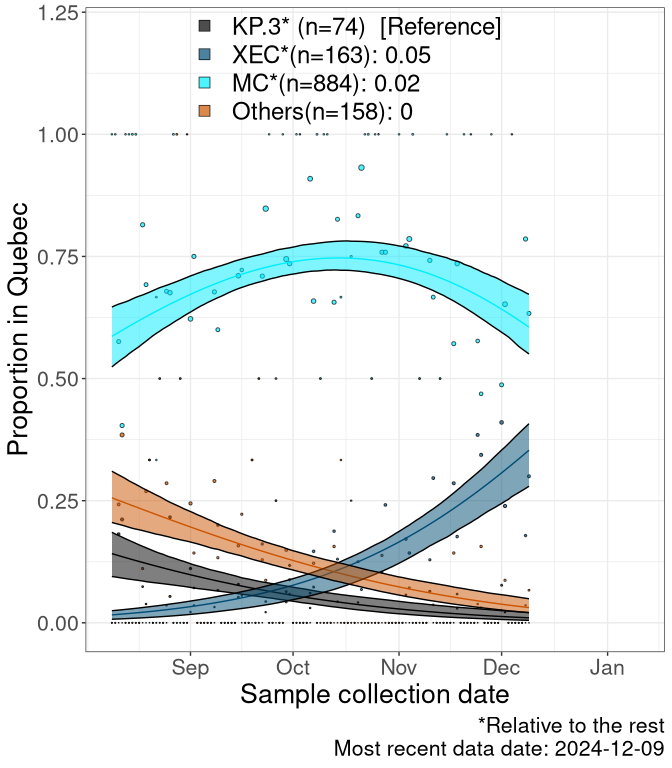 KP.3* (n=74)  [Reference]
XEC*(n=163): 0.05
MC*(n=884): 0.02
Others(n=158): 0
1.25
1.00
0.75
0.50
0.25
0.00
Proportion in Quebec
Sep Oct Nov Dec Jan
Sample collection date
*Relative to the rest
Most recent data date: 2024-12-09